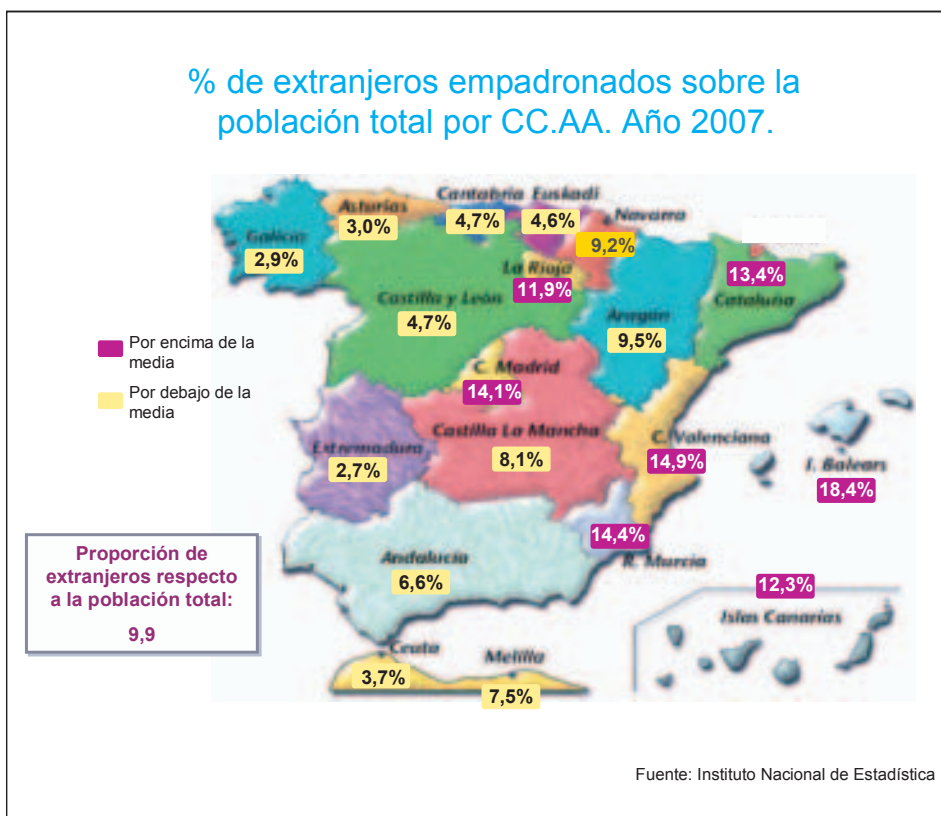 % de extranjeros empadronados sobre la
población total por CC.AA. Año 2007.
Cantabria Euskadi
Asturias
4,7% 4,6% Navarra
3,0%
Galicia
9,2%
2,9%
La Rioja
13,4%
11,9%
Cataluna
Castilla y León
4,7%
Aragón
9,5%
Por encima de la
media
C. Madrid
Por debajo de la
media
14,1%
Castilla La Mancha
C. Valenciana
Extremadura
8,1%
14,9%
I. Balears
2,7%
18,4%
14,4%
Proporción de
extranjeros respecto
a la población total:
9,9
Andalucía
R. Murcia
6,6%
12,3%
Islas Canarias
Ceuta
Melilla
3,7%
7,5%
Fuente: Instituto Nacional de Estadística